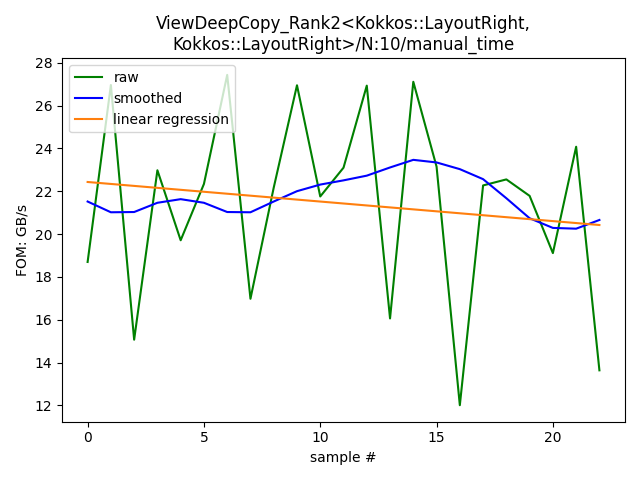 ViewDeepCopy_Rank2<Kokkos::LayoutRight,
Kokkos::LayoutRight>/N:10/manual_time
raw
smoothed
linear regression
FOM: GB/s
28
26
24
22
20
18
16
14
12
0
5
10
15
20
sample #